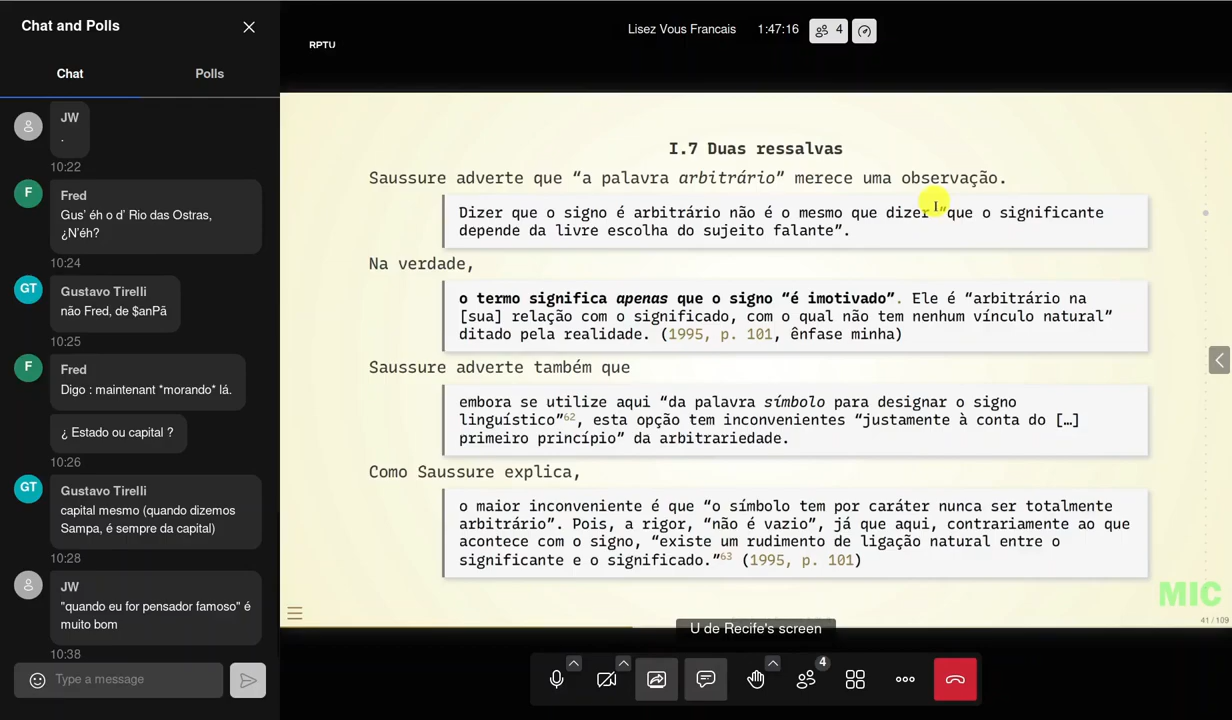 Chat and Polls
Chat
Polls
JW
.
10:22
F
Fred
Gus’ éh o d’ Rio das Ostras,
¿N’éh?
10:24
GT
Gustavo Tirelli
não Fred, de $anPā
10:25
F
Fred
Digo : maintenant *morando* lá.
¿ Estado ou capital ?
10:26
GT
Gustavo Tirelli
capital mesmo (quando dizemos
Sampa, é sempre da capital)
10:28
JW
"quando eu for pensador famoso" é
muito bom
10:38
Type a message
RPTU
Lisez Vous Francais
1:47:16
4
I.7 Duas ressalvas
Saussure adverte que “a palavra arbitrário” merece uma observação.
Dizer que o signo é arbitrário não é o mesmo que dizer “que o significante
depende da livre escolha do sujeito falante”.
Na verdade,
o termo significa apenas que o signo “é imotivado”. Ele é “arbitrário na
[sua] relação com o significado, com o qual não tem nenhum vínculo natural”
ditado pela realidade. (1995, p. 101, ênfase minha)
Saussure adverte também que
embora se utilize aqui “da palavra símbolo para designar o signo
linguístico”62, esta opção tem inconvenientes “justamente à conta do […]
primeiro princípio” da arbitrariedade.
Como Saussure explica,
o maior inconveniente é que “o símbolo tem por caráter nunca ser totalmente
arbitrário”. Pois, a rigor, “não é vazio”, já que aqui, contrariamente ao que
acontece com o signo, “existe um rudimento de ligação natural entre o
significante e o significado.”63 (1995, p. 101)
MIC
41 / 109
U de Recife's screen
4